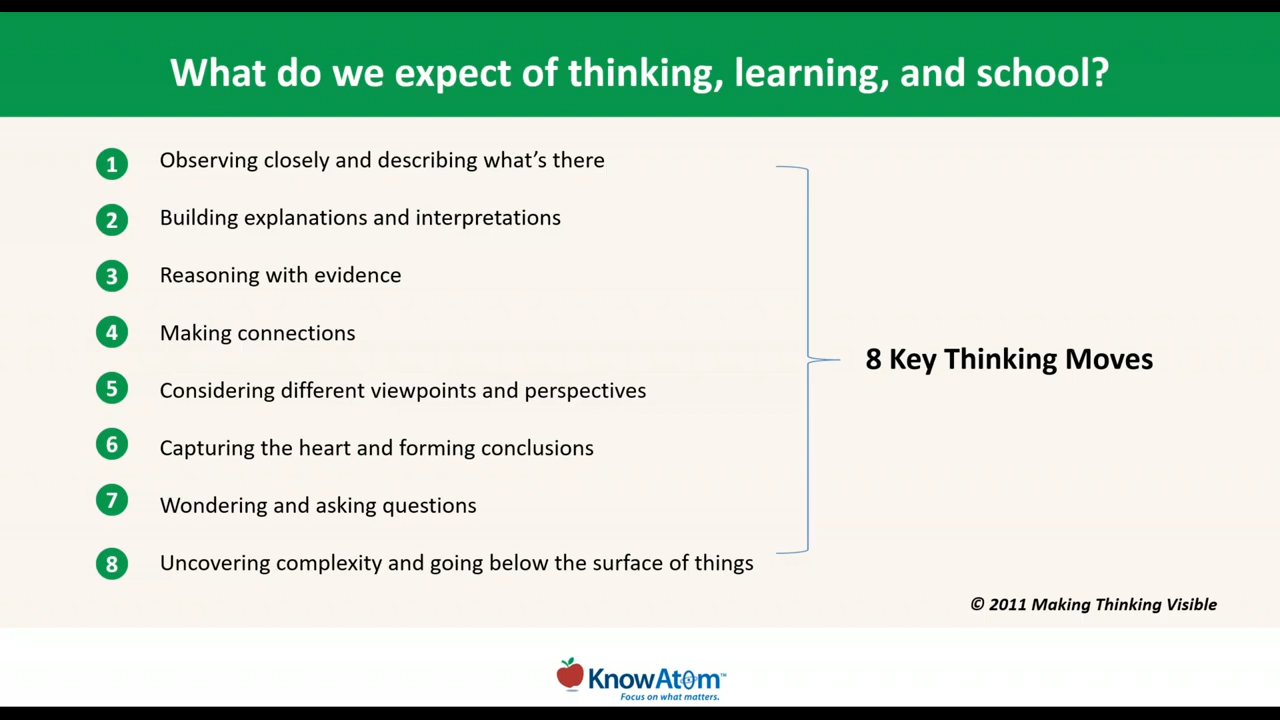 What do we expect of thinking, learning, and school?
1 Observing closely and describing what's there
2 Building explanations and interpretations
3 Reasoning with evidence
4 Making connections
5 Considering different viewpoints and perspectives
6 Capturing the heart and forming conclusions
7 Wondering and asking questions
8 Uncovering complexity and going below the surface of things
8 Key Thinking Moves
© 2011 Making Thinking Visible
KnowAtom™
Focus on what matters.